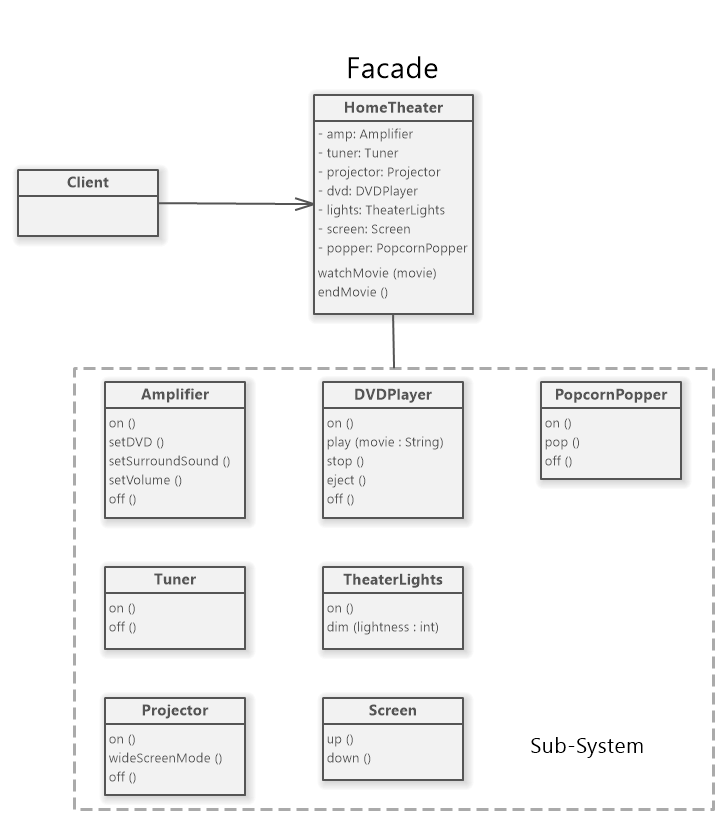 Facade
HomeTheater
- amp: Amplifier
- tuner: Tuner
- projector: Projector
- dvd: DVDPlayer
- lights: TheaterLights
- screen: Screen
- popper: PopcornPopper
watchMovie (movie)
endMovie ()
Client
Amplifier
on ()
setDVD ()
setSurroundSound ()
setVolume ()
off ()
DVDPlayer
on ()
play (movie : String)
stop ()
eject ()
off ()
PopcornPopper
on ()
pop ()
off ()
Tuner
on ()
off ()
TheaterLights
on ()
dim (lightness : int)
Projector
on ()
wideScreenMode ()
off ()
Screen
up ()
down ()
Sub-System